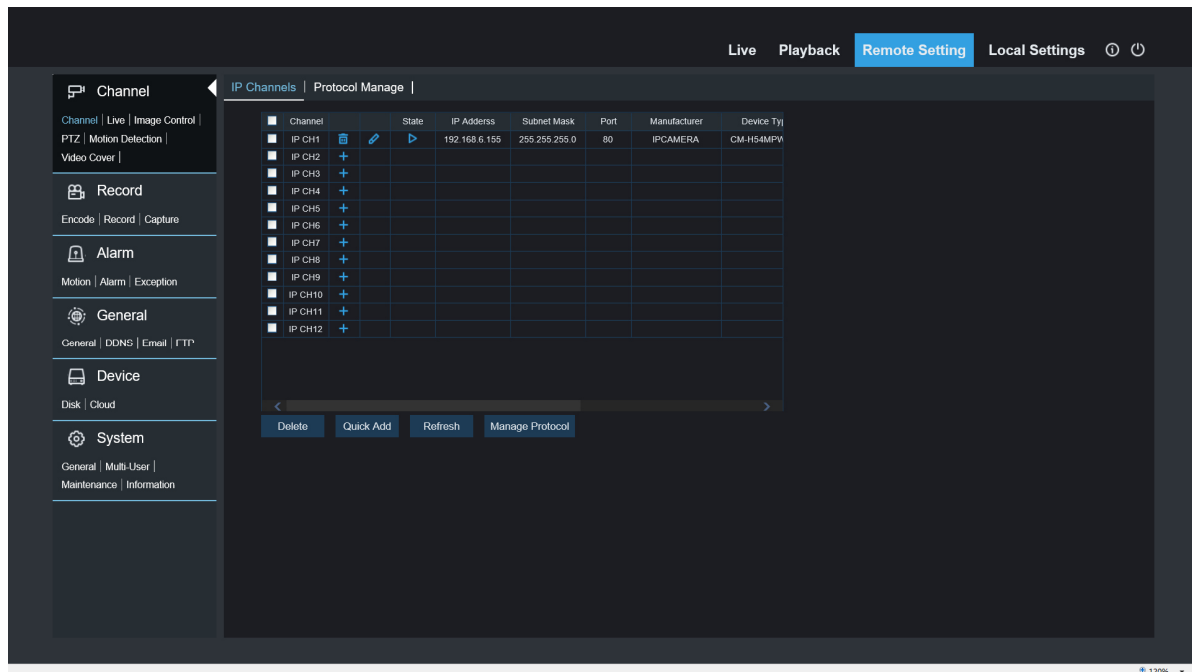 Live Playback Remote Setting Local Settings
Channel
Channel | Live | Image Control |
PTZ | Motion Detection |
Video Cover |
Record
Encode | Record | Capture
Alarm
Motion | Alarm | Exception
General
General | DDNS | Email | FTP
Device
Disk | Cloud
System
General | Multi-User |
Maintenance | Information
IP Channels | Protocol Manage |
Channel State IP Adderss Subnet Mask Port Manufacturer Device Typ
IP CH1 192.168.6.155 255.255.255.0 80 IPCAMERA CM-H54MPW
IP CH2 +
IP CH3 +
IP CH4 +
IP CH5 +
IP CH6 +
IP CH7 +
IP CH8 +
IP CH9 +
IP CH10 +
IP CH11 +
IP CH12 +
Delete Quick Add Refresh Manage Protocol